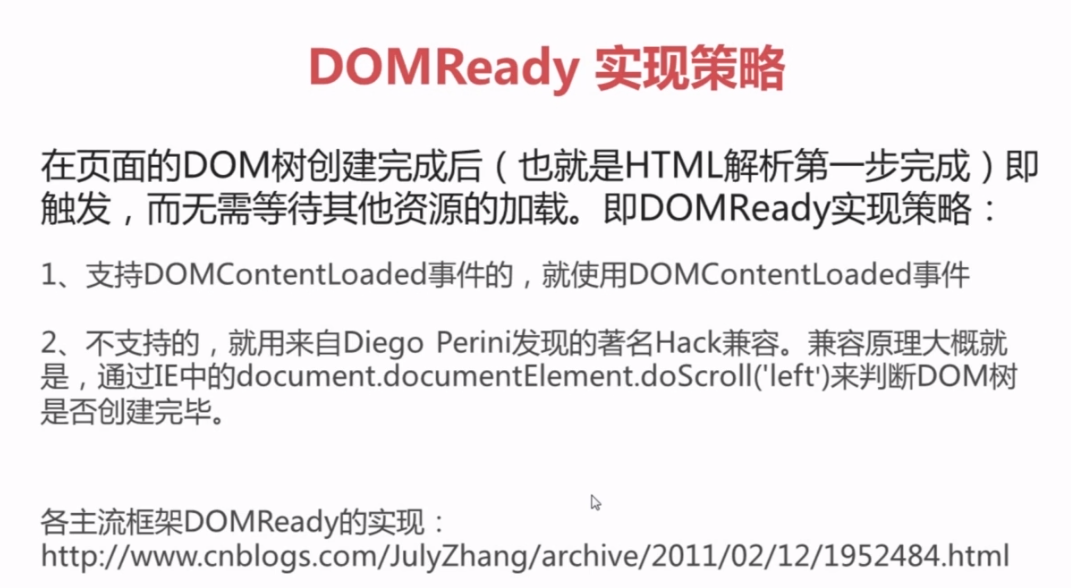 DOMReady 实现策略
在页面的DOM树创建完成后（也就是HTML解析第一步完成）即
触发，而无需等待其他资源的加载。即DOMReady实现策略：
1、支持DOMContentLoaded事件的，就使用DOMContentLoaded事件
2、不支持的，就用来自Diego Perini发现的著名Hack兼容。兼容原理大概就
是，通过IE中的document.documentElement.doScroll('left')来判断DOM树
是否创建完毕。
各主流框架DOMReady的实现：
http://www.cnblogs.com/JulyZhang/archive/2011/02/12/1952484.html